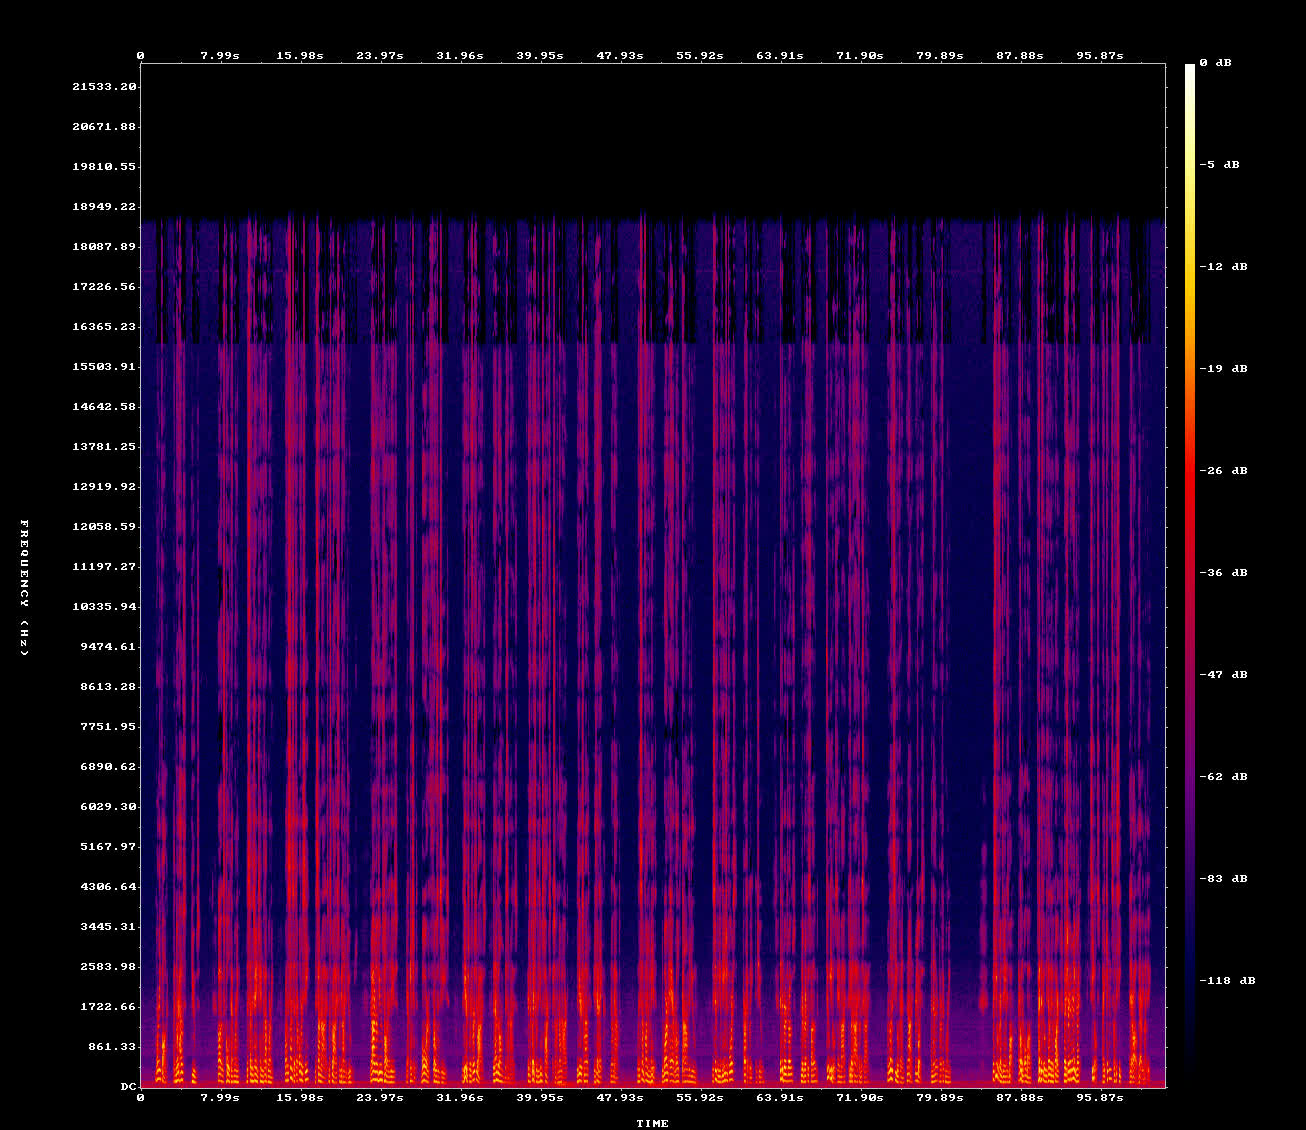 0 7.99s 15.98s 23.97s 31.96s 39.95s 47.93s 55.92s 63.91s 71.90s 79.89s 87.88s 95.87s
21533.20
20671.88
19810.55
18949.22
18087.89
17226.56
16365.23
15503.91
14642.58
13781.25
12919.92
12058.59
11197.27
10335.94
9474.61
8613.28
7751.95
6890.62
6029.30
5167.97
4306.64
3445.31
2583.98
1722.66
861.33
DC
FREQUENCY (Hz)
0 dB
-5 dB
-12 dB
-19 dB
-26 dB
-36 dB
-47 dB
-62 dB
-83 dB
-118 dB
0 7.99s 15.98s 23.97s 31.96s 39.95s 47.93s 55.92s 63.91s 71.90s 79.89s 87.88s 95.87s
TIME